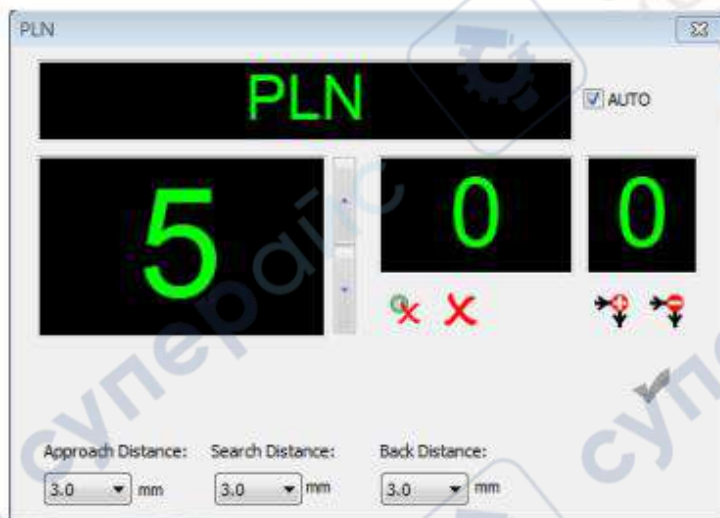 PLN
PLN
AUTO
5
0
0
Approach Distance: Search Distance: Back Distance:
3.0 mm 3.0 mm 3.0 mm
суперайс